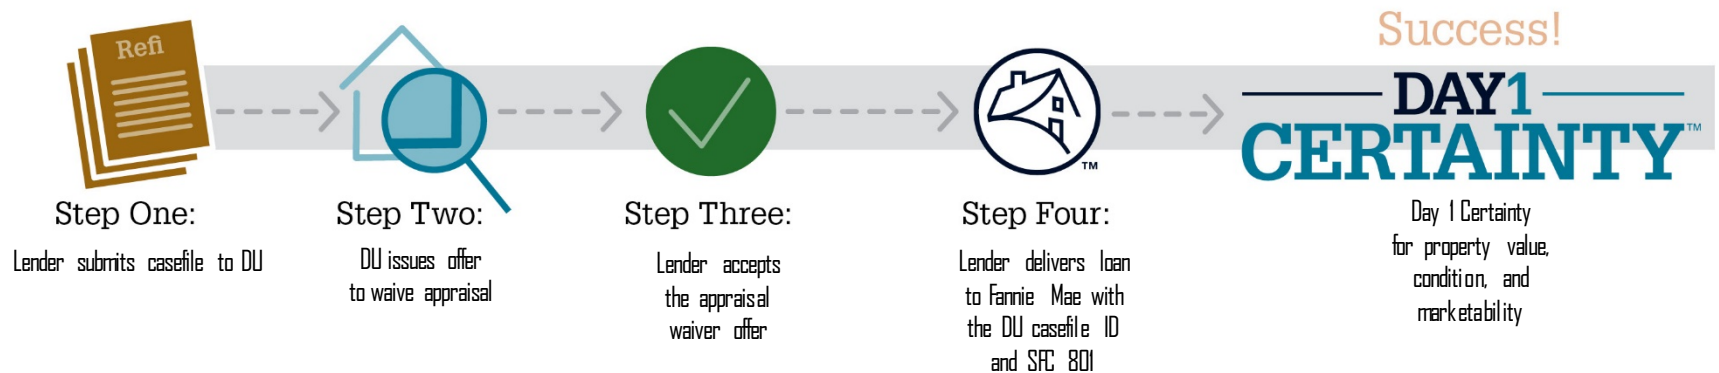 Refi
Step One:
Lender submits casefile to DU
Step Two:
DU issues offer
to waive appraisal
Step Three:
Lender accepts
the appraisal
waiver offer
TM
Step Four:
Lender delivers loan
to Fannie Mae with
the DU casefile ID
and SFC 801
Success!
DAY1
CERTAINTY™
Day 1 Certainty
for property value,
condition, and
marketability